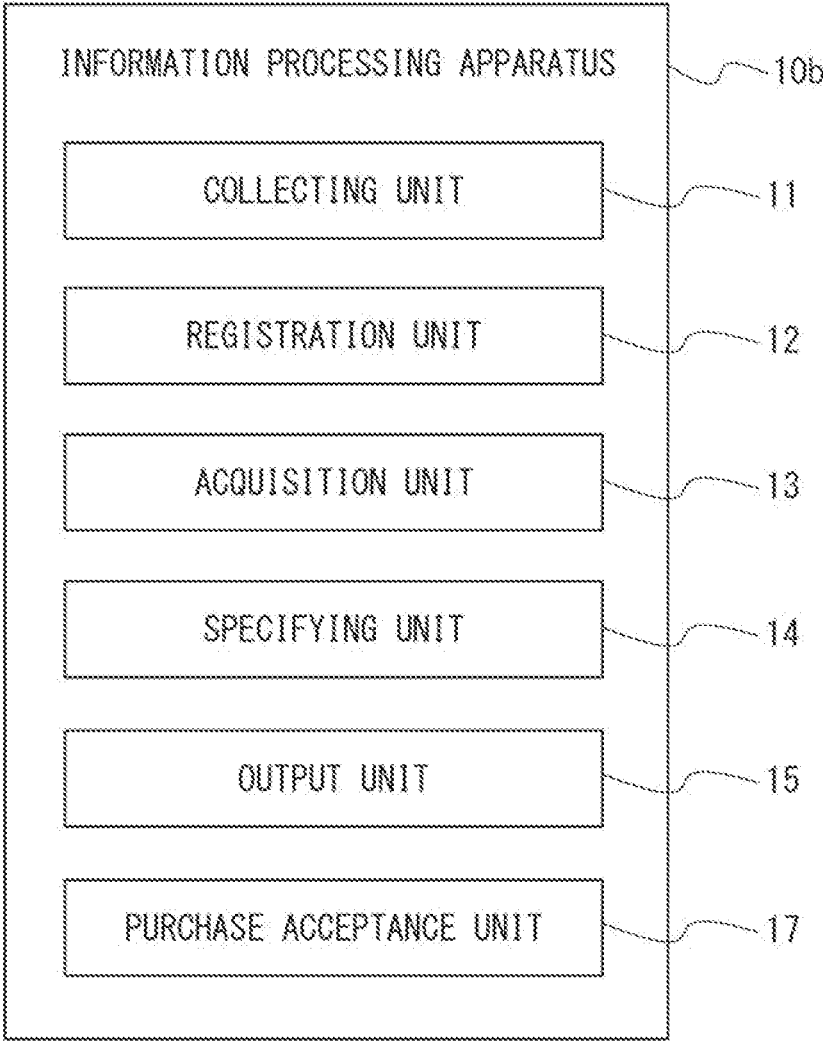 INFORMATION PROCESSING APPARATUS 10b
COLLECTING UNIT 11
REGISTRATION UNIT 12
ACQUISITION UNIT 13
SPECIFYING UNIT 14
OUTPUT UNIT 15
PURCHASE ACCEPTANCE UNIT 17